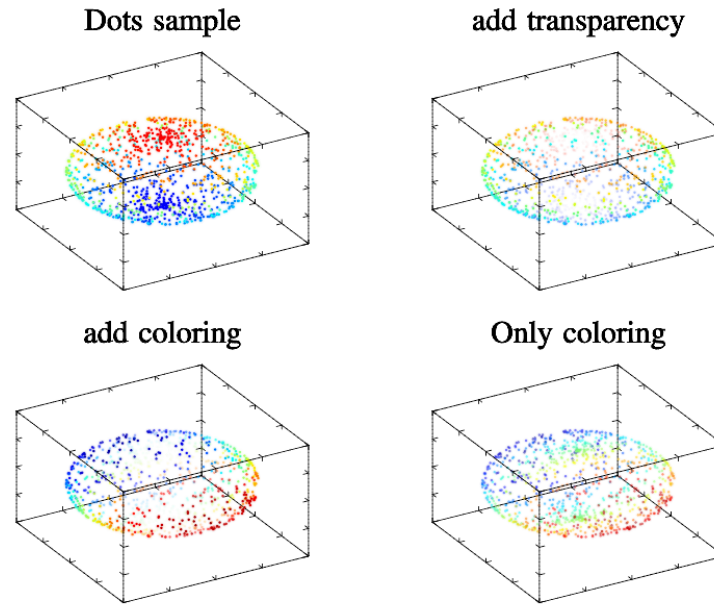 Dots sample
add transparency
add coloring
Only coloring